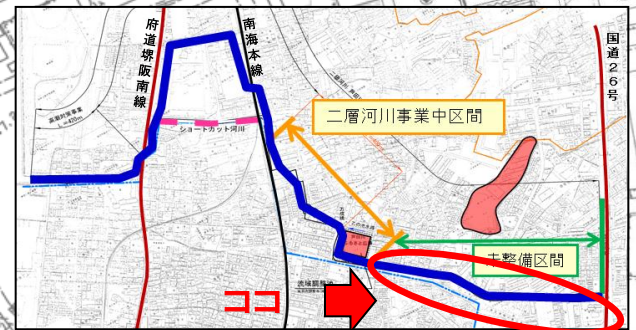 府道堺阪南線
南海本線
国道26号
二層河川事業中区間
ショートカット河川
未整備区間
ココ